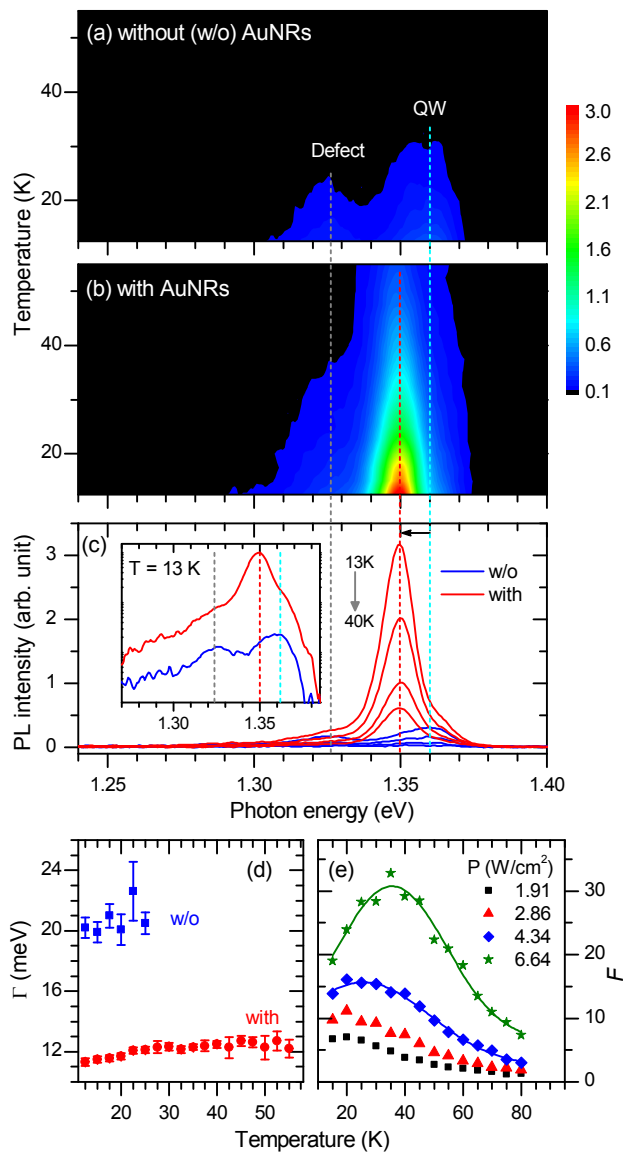 (a) without (w/o) AuNRs
QW
Defect
40
20
3.0
2.6
2.1
1.6
1.1
0.6
0.1
Temperature (K)
(b) with AuNRs
40
20
(c)
T = 13 K
1.30
1.35
13K
40K
w/o
with
3
2
1
0
PL intensity (arb. unit)
1.25
1.30
1.35
1.40
Photon energy (eV)
(d)
w/o
with
24
20
16
12
Γ (meV)
20 30 40 50
Temperature (K)
(e)
P (W/cm²)
1.91
2.86
4.34
6.64
30
20
10
0
F
20 40 60 80